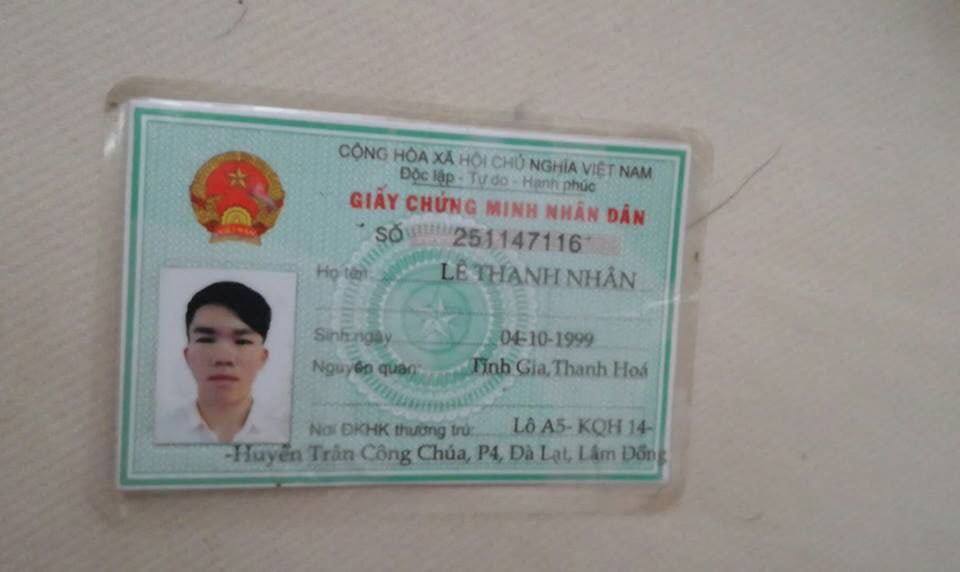 CỘNG HÒA XÃ HỘI CHỦ NGHĨA VIỆT NAM
Độc lập - Tự do - Hạnh phúc
GIẤY CHỨNG MINH NHÂN DÂN
SỐ 251147116
Họ tên LÊ THANH NHÂN
Sinh ngày 04-10-1999
Nguyên quán: Tĩnh Gia,Thanh Hoá
Nơi ĐKHK thường trú: Lô A5- KQH 14-
-Huyền Trân Công Chúa, P4, Đà Lạt, Lâm Đồng
VIỆT NAM